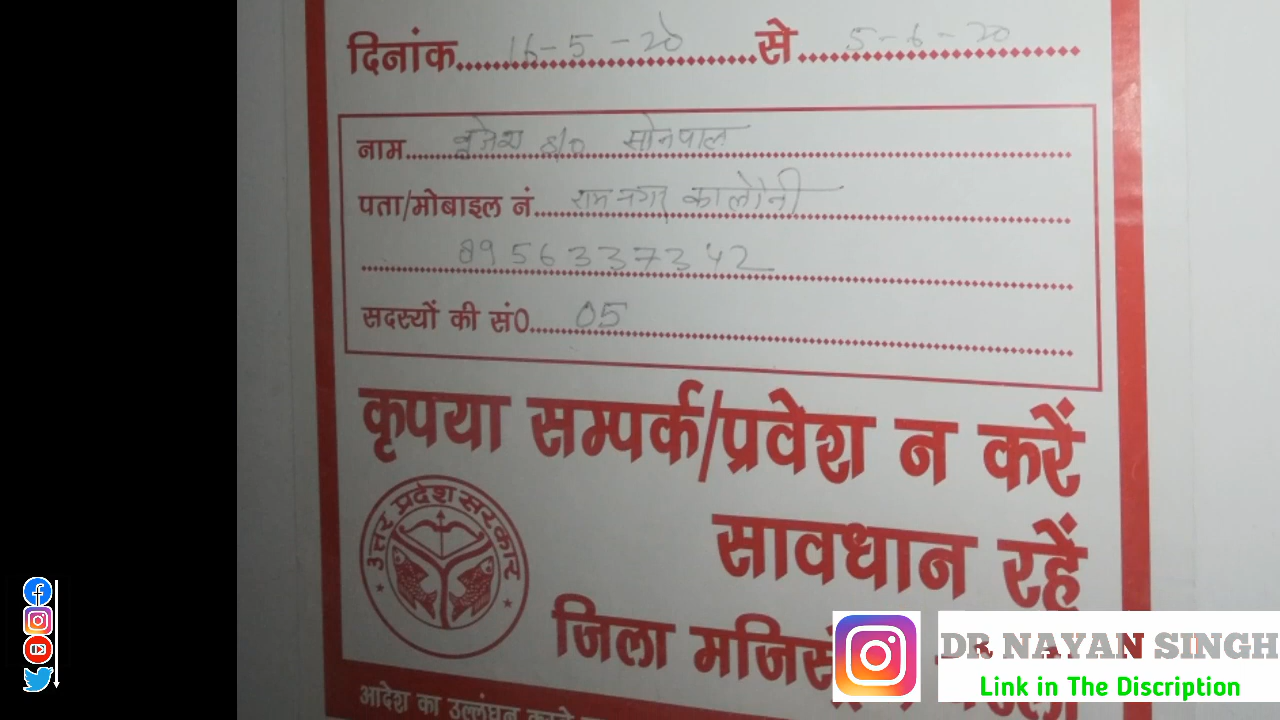 दिनांक 16-5-20 से 5-6-20
नाम बृजेश S/O सोनपाल
पता/मोबाइल नं. रामनगर कालोनी
8956337342
सदस्यों की सं0 05
कृपया सम्पर्क/प्रवेश न करें
सावधान रहें
उत्तर प्रदेश सरकार
जिला
आदेश का उल्लंघन करने
DR NAYAN SINGH
Link in The Discription